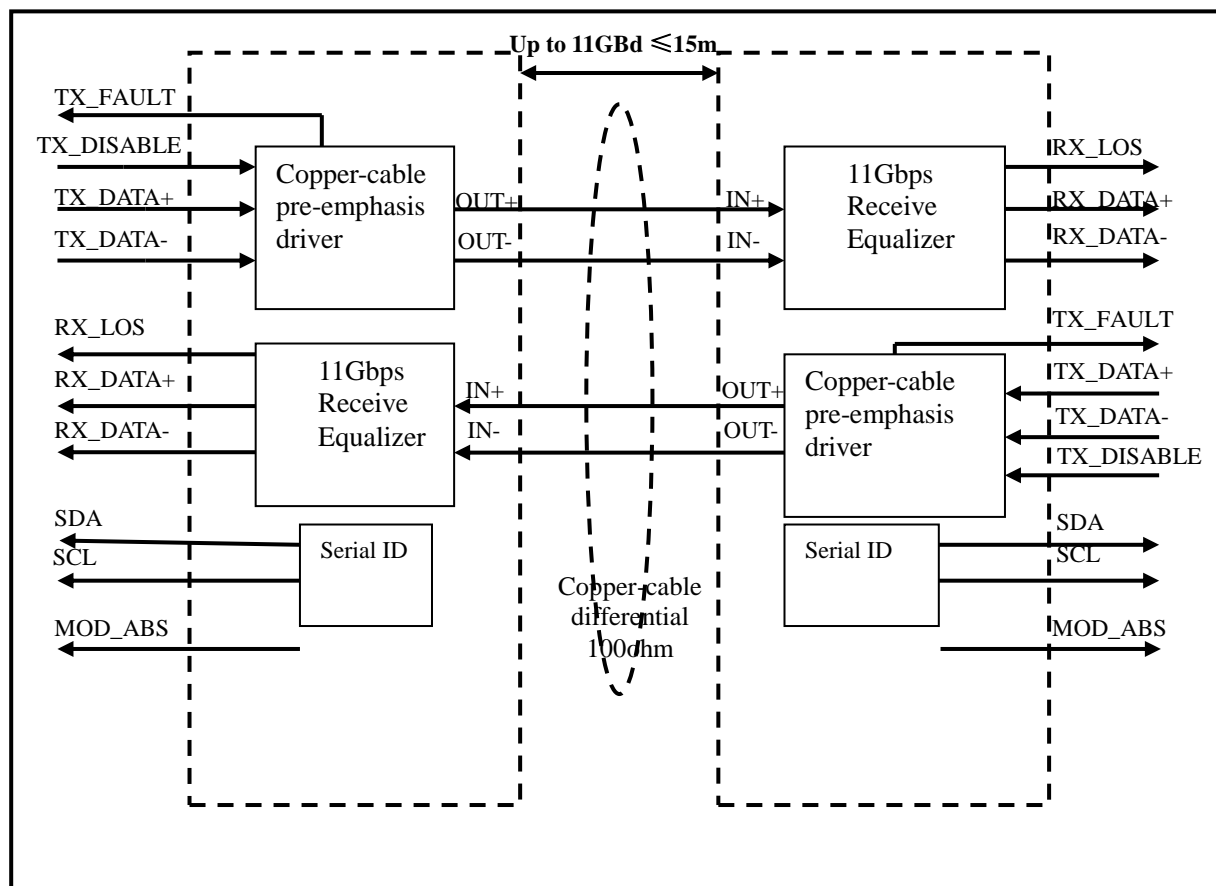 Up to 11GBd ≤15m
TX_FAULT
TX_DISABLE
TX_DATA+
TX_DATA-
Copper-cable
pre-emphasis
driver
OUT+
OUT-
IN+
IN-
11Gbps
Receive
Equalizer
RX_LOS
RX_DATA+
RX_DATA-
RX_LOS
RX_DATA+
RX_DATA-
11Gbps
Receive
Equalizer
IN+
IN-
OUT+
OUT-
Copper-cable
pre-emphasis
driver
TX_FAULT
TX_DATA+
TX_DATA-
TX_DISABLE
SDA
SCL
Serial ID
MOD_ABS
Copper-cable
differential
100ohm
Serial ID
SDA
SCL
MOD_ABS